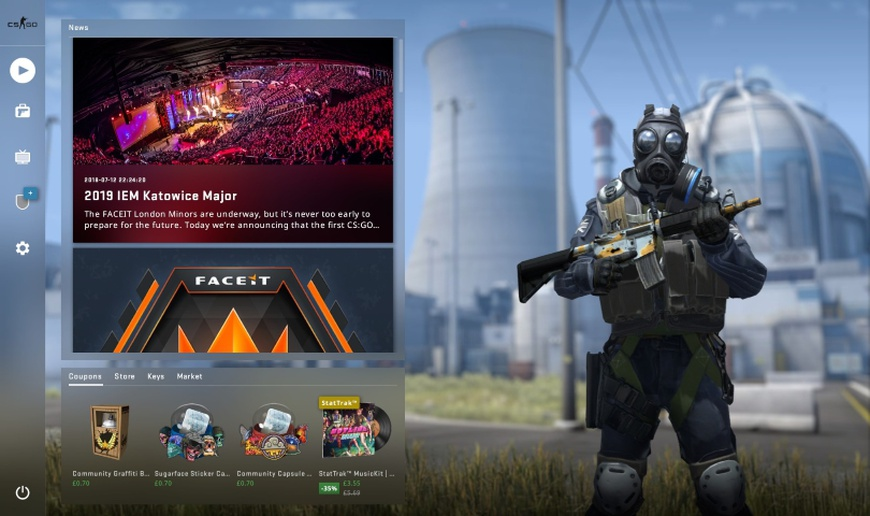 CS GO
News
2018-07-12 22:24:20
2019 IEM Katowice Major
The FACEIT London Minors are underway, but it's never too early to
prepare for the future. Today we're announcing that the first CS:GO...
FACEIT
Coupons Store Keys Market
StatTrak™
Community Graffiti B... Sugarface Sticker Ca... Community Capsule ... StatTrak™ MusicKit | ...
£0.70 £0.70 £0.70 -35% £3.55
£5.59